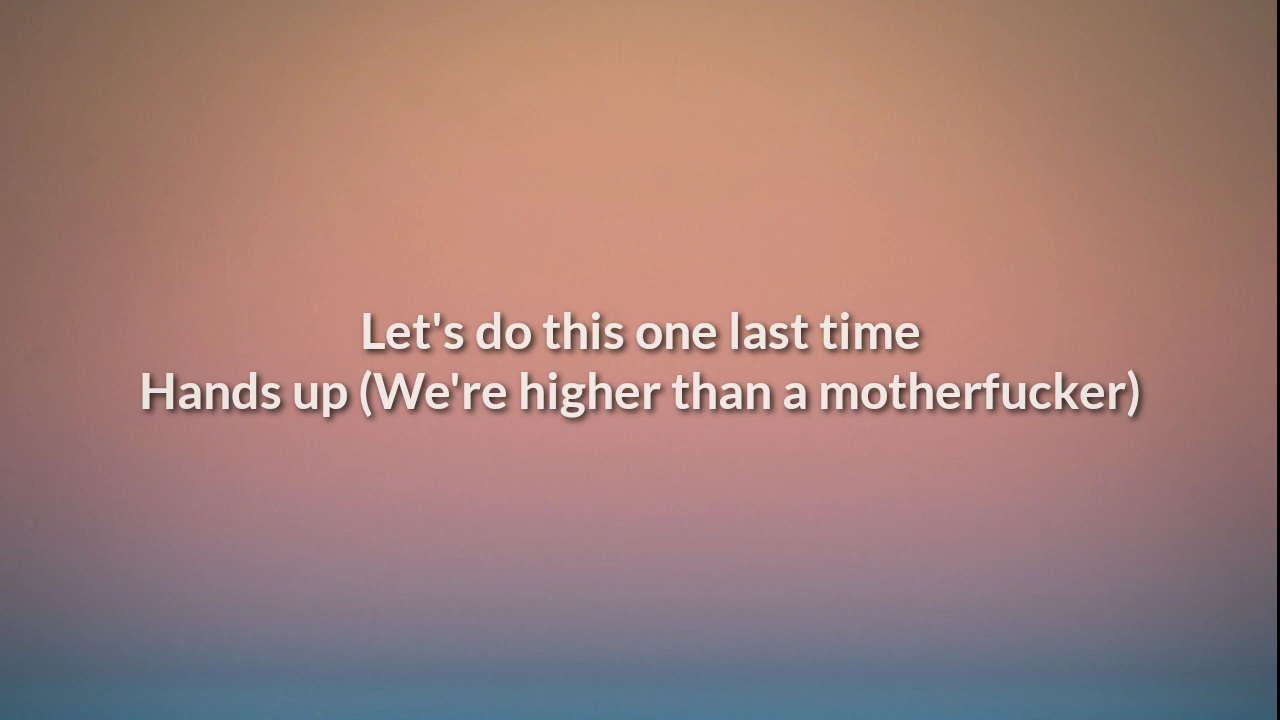 Let's do this one last time
Hands up (We're higher than a motherfucker)